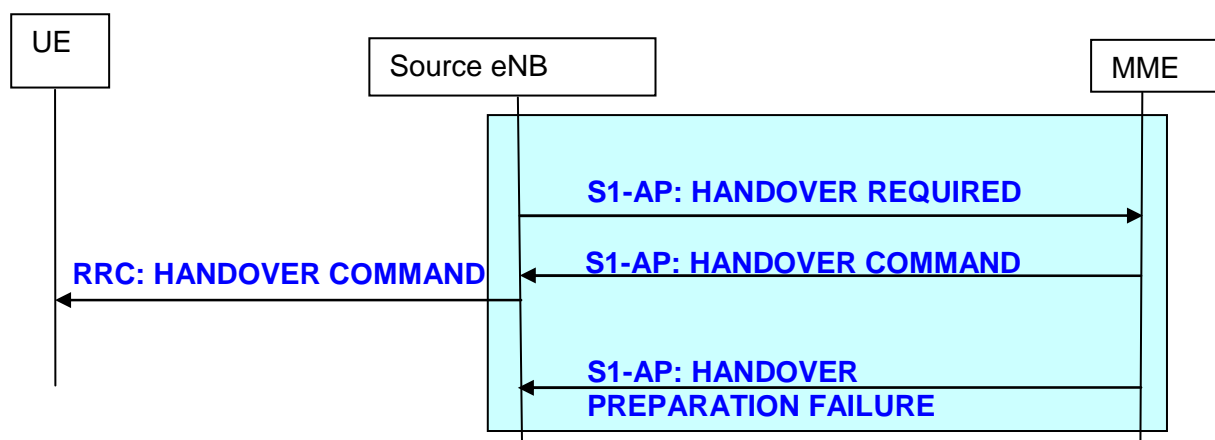 UE
Source eNB
MME
S1-AP: HANDOVER REQUIRED
S1-AP: HANDOVER COMMAND
RRC: HANDOVER COMMAND
S1-AP: HANDOVER
PREPARATION FAILURE